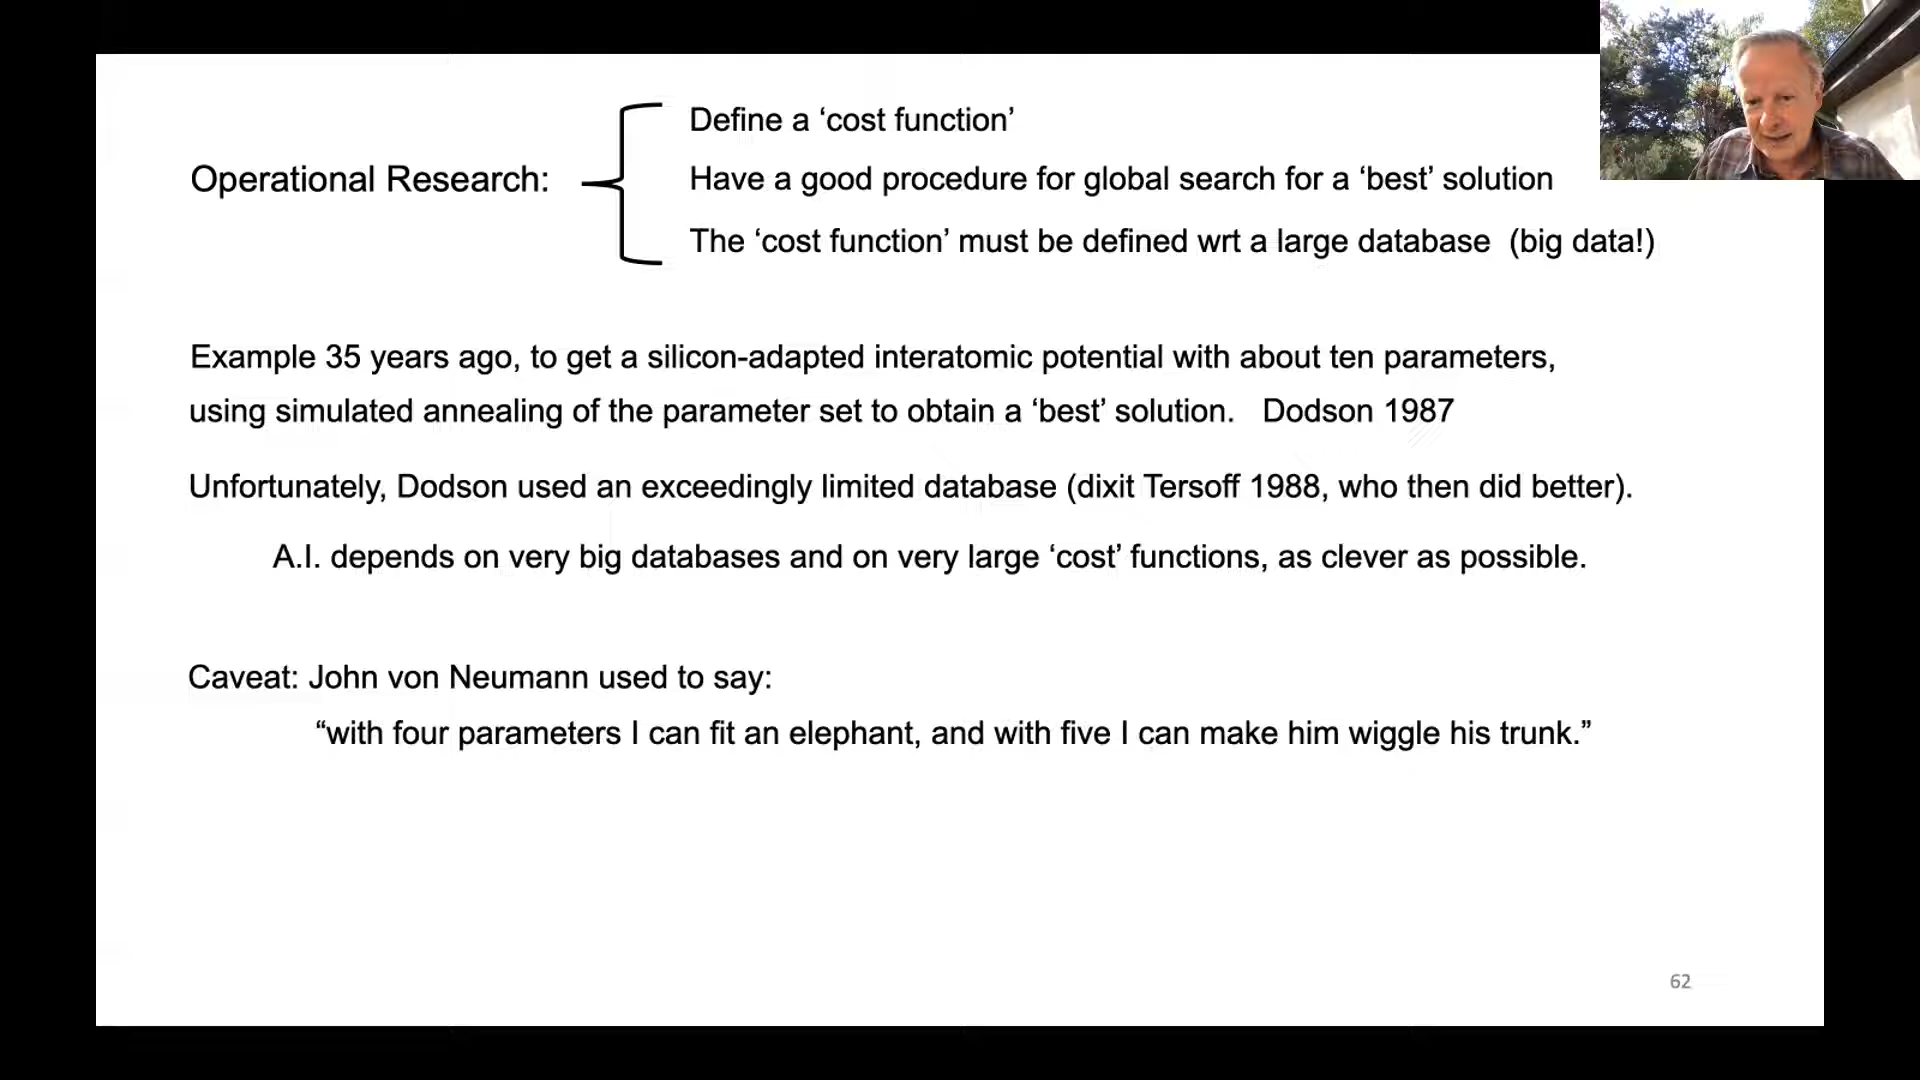 Define a ‘cost function’
Operational Research:
Have a good procedure for global search for a ‘best’ solution
The ‘cost function’ must be defined wrt a large database (big data!)
Example 35 years ago, to get a silicon-adapted interatomic potential with about ten parameters,
using simulated annealing of the parameter set to obtain a ‘best’ solution. Dodson 1987
Unfortunately, Dodson used an exceedingly limited database (dixit Tersoff 1988, who then did better).
A.I. depends on very big databases and on very large ‘cost’ functions, as clever as possible.
Caveat: John von Neumann used to say:
“with four parameters I can fit an elephant, and with five I can make him wiggle his trunk.”
62